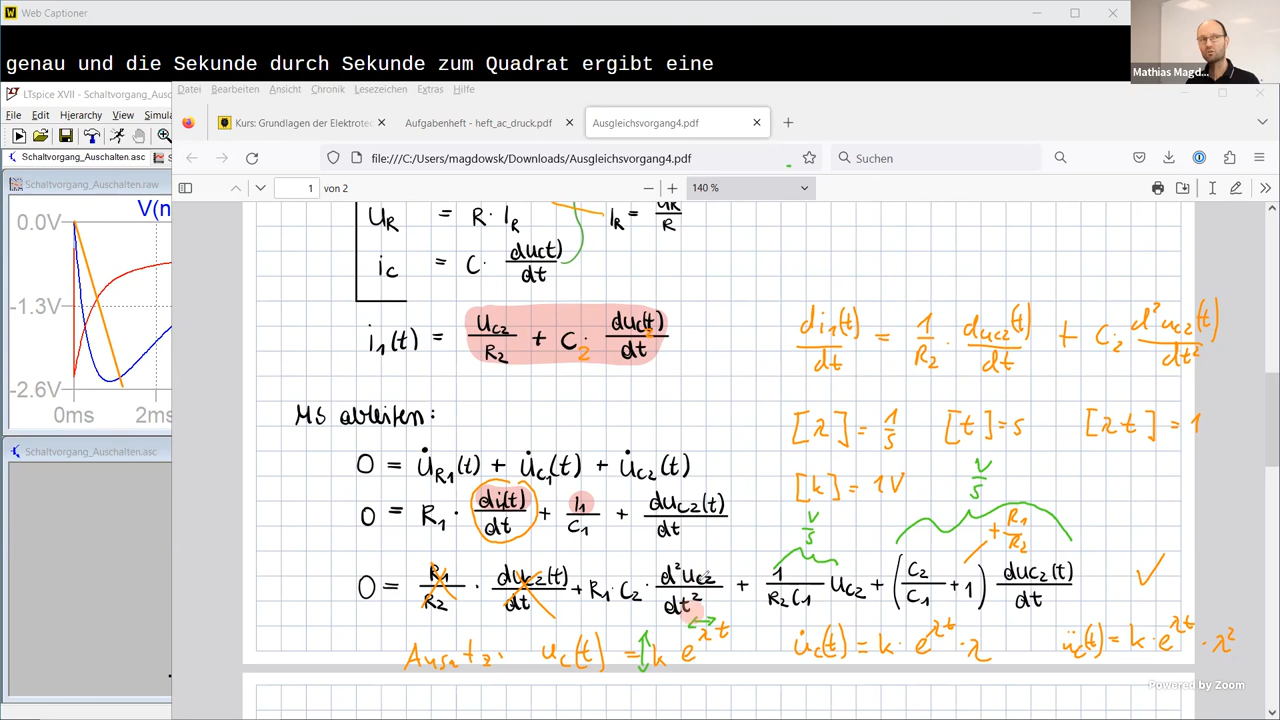 Web Captioner
genau und die Sekunde durch Sekunde zum Quadrat ergibt eine
Mathias Magd...
LTspice XVII - Schaltvorgang_Aus
File Edit Hierarchy View Simula
Schaltvorgang_Auschalten.asc
Schaltvorgang_Auschalten.raw
V(n
0.0V
-1.3V
-2.6V
0ms 2ms
Schaltvorgang_Auschalten.asc
Datei Bearbeiten Ansicht Chronik Lesezeichen Extras Hilfe
Kurs: Grundlagen der Elektrotec
Aufgabenheft - heft_ac_druck.pdf
Ausgleichsvorgang4.pdf
file:///C:/Users/magdowsk/Downloads/Ausgleichsvorgang4.pdf
Suchen
1 von 2
140 %
u_R = R · I_R I_R = u_R/R
i_C = C · du_C(t)/dt
i_1(t) = u_C2/R_2 + C_2 · du_C2(t)/dt
di_1(t)/dt = 1/R_2 · du_C2(t)/dt + C_2 · d²u_C2(t)/dt²
MS ableiten:
[λ] = 1/s [t] = s [λt] = 1
0 = u̇_R1(t) + u̇_C1(t) + u̇_C2(t)
[k] = 1V
V/s
0 = R_1 · di_1(t)/dt + i_1/C_1 + du_C2(t)/dt
V/s
+ R_1/R_2
0 = R_1/R_2 · du_C2(t)/dt + R_1 · C_2 · d²u_C2/dt² + 1/(R_2 C_1) u_C2 + (C_2/C_1 + 1) du_C2(t)/dt ✓
Ansatz: u_C(t) = k e^λt u̇_C(t) = k · e^λt · λ ü_C(t) = k · e^λt · λ²
Powered by Zoom